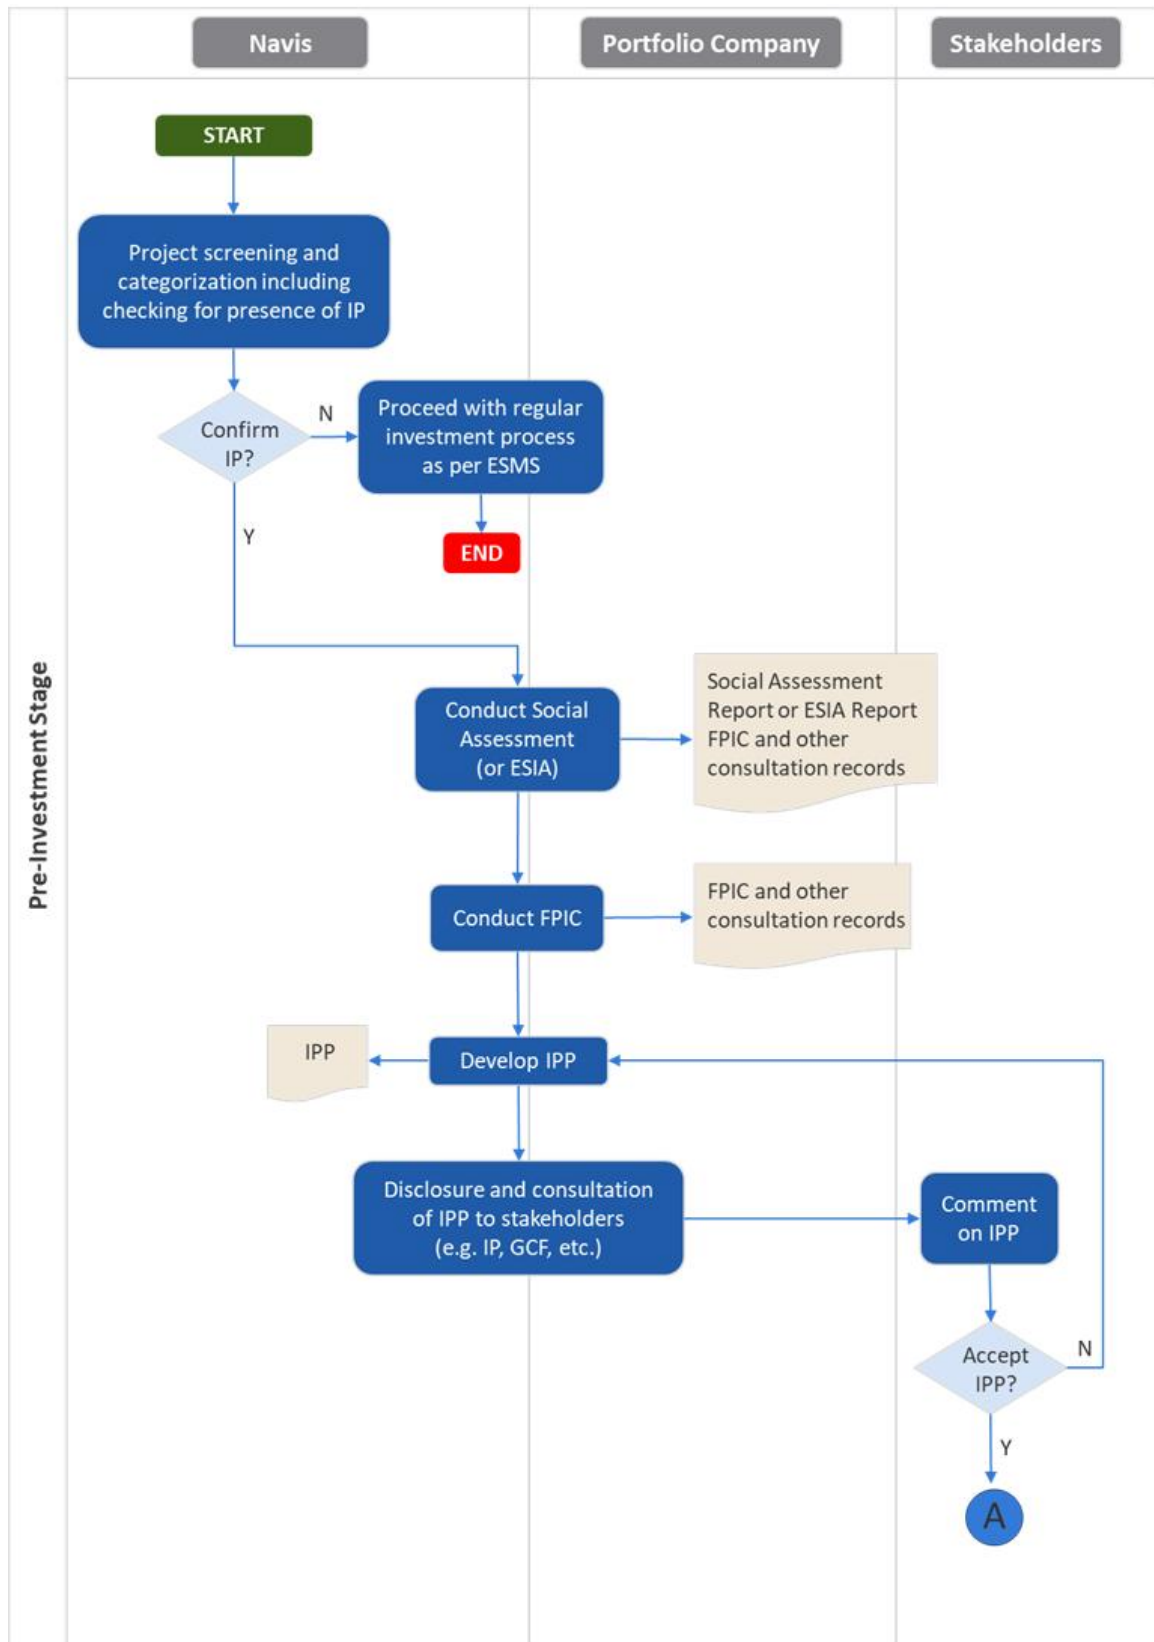 Navis
Portfolio Company
Stakeholders
START
Project screening and
categorization including
checking for presence of IP
Confirm
IP?
N
Proceed with regular
investment process
as per ESMS
Y
END
Pre-Investment Stage
Conduct Social
Assessment
(or ESIA)
Social Assessment
Report or ESIA Report
FPIC and other
consultation records
Conduct FPIC
FPIC and other
consultation records
IPP
Develop IPP
Disclosure and consultation
of IPP to stakeholders
(e.g. IP, GCF, etc.)
Comment
on IPP
Accept
IPP?
N
Y
A